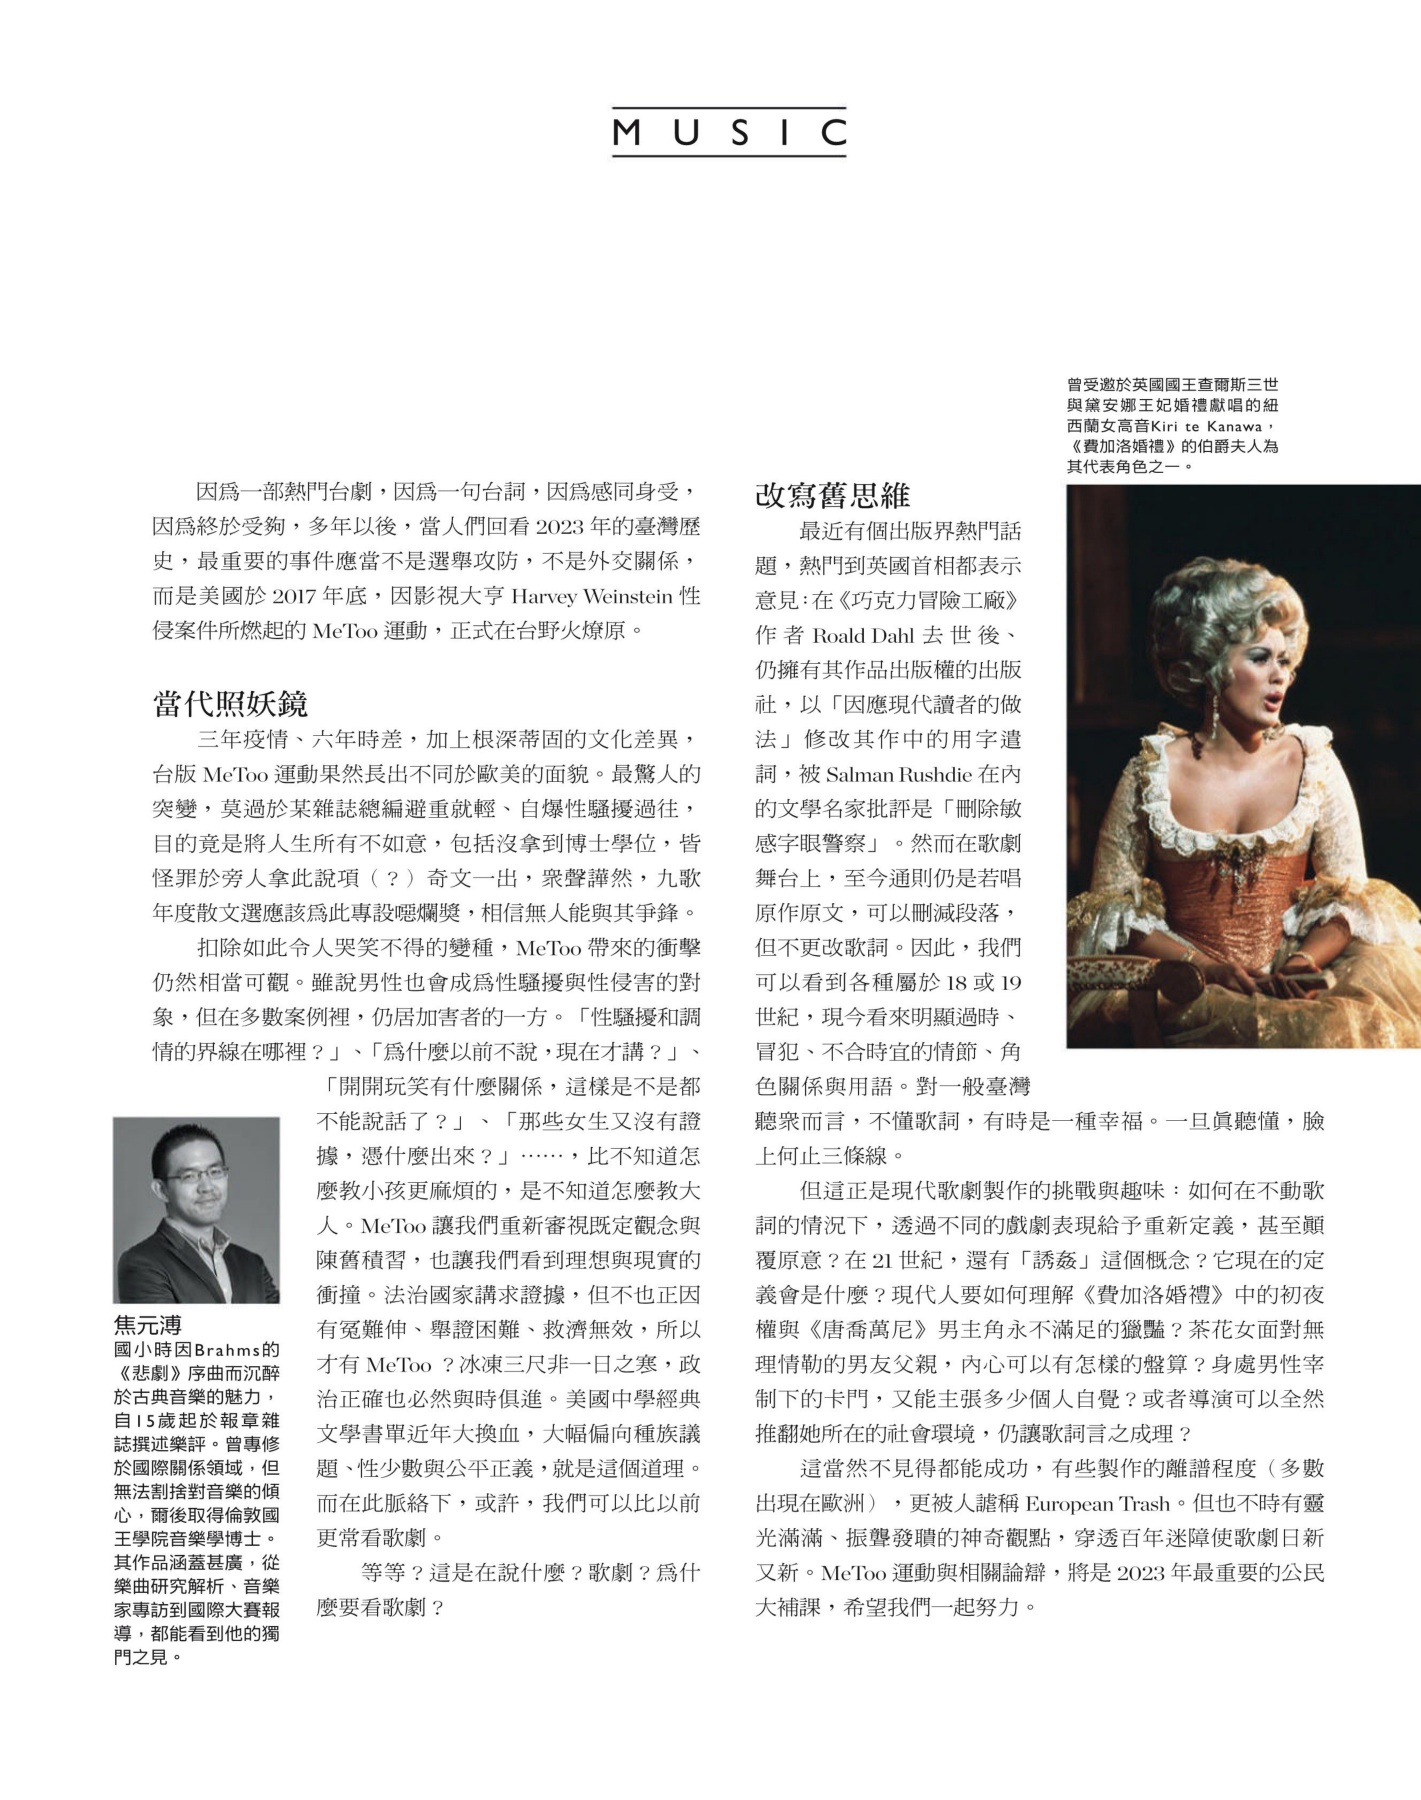 MUSIC
因為一部熱門台劇，因為一句台詞，因為感同身受，
因為終於受夠，多年以後，當人們回看 2023 年的臺灣歷
史，最重要的事件應當不是選舉攻防，不是外交關係，
而是美國於 2017 年底，因影視大亨 Harvey Weinstein 性
侵案件所燃起的 MeToo 運動，正式在台野火燎原。
當代照妖鏡
三年疫情、六年時差，加上根深蒂固的文化差異，
台版 MeToo 運動果然長出不同於歐美的面貌。最驚人的
突變，莫過於某雜誌總編避重就輕、自爆性騷擾過往，
目的竟是將人生所有不如意，包括沒拿到博士學位，皆
怪罪於旁人拿此說項（？）奇文一出，眾聲譁然，九歌
年度散文選應該為此專設噁爛獎，相信無人能與其爭鋒。
扣除如此令人哭笑不得的變種，MeToo 帶來的衝擊
仍然相當可觀。雖說男性也會成為性騷擾與性侵害的對
象，但在多數案例裡，仍居加害者的一方。「性騷擾和調
情的界線在哪裡？」、「為什麼以前不說，現在才講？」、
「開開玩笑有什麼關係，這樣是不是都
不能說話了？」、「那些女生又沒有證
據，憑什麼出來？」⋯⋯，比不知道怎
麼教小孩更麻煩的，是不知道怎麼教大
人。MeToo 讓我們重新審視既定觀念與
陳舊積習，也讓我們看到理想與現實的
衝撞。法治國家講求證據，但不也正因
有冤難伸、舉證困難、救濟無效，所以
才有 MeToo ？冰凍三尺非一日之寒，政
治正確也必然與時俱進。美國中學經典
文學書單近年大換血，大幅偏向種族議
題、性少數與公平正義，就是這個道理。
而在此脈絡下，或許，我們可以比以前
更常看歌劇。
等等？這是在說什麼？歌劇？為什
麼要看歌劇？
焦元溥
國小時因Brahms的
《悲劇》序曲而沉醉
於古典音樂的魅力，
自15歲起於報章雜
誌撰述樂評。曾專修
於國際關係領域，但
無法割捨對音樂的傾
心，爾後取得倫敦國
王學院音樂學博士。
其作品涵蓋甚廣，從
樂曲研究解析、音樂
家專訪到國際大賽報
導，都能看到他的獨
門之見。
改寫舊思維
最近有個出版界熱門話
題，熱門到英國首相都表示
意見：在《巧克力冒險工廠》
作者 Roald Dahl 去世後、
仍擁有其作品出版權的出版
社，以「因應現代讀者的做
法」修改其作中的用字遣
詞，被 Salman Rushdie 在內
的文學名家批評是「刪除敏
感字眼警察」。然而在歌劇
舞台上，至今通則仍是若唱
原作原文，可以刪減段落，
但不更改歌詞。因此，我們
可以看到各種屬於 18 或 19
世紀，現今看來明顯過時、
冒犯、不合時宜的情節、角
色關係與用語。對一般臺灣
聽眾而言，不懂歌詞，有時是一種幸福。一旦真聽懂，臉
上何止三條線。
但這正是現代歌劇製作的挑戰與趣味：如何在不動歌
詞的情況下，透過不同的戲劇表現給予重新定義，甚至顛
覆原意？在 21 世紀，還有「誘姦」這個概念？它現在的定
義會是什麼？現代人要如何理解《費加洛婚禮》中的初夜
權與《唐喬萬尼》男主角永不滿足的獵豔？茶花女面對無
理情勒的男友父親，內心可以有怎樣的盤算？身處男性宰
制下的卡門，又能主張多少個人自覺？或者導演可以全然
推翻她所在的社會環境，仍讓歌詞言之成理？
這當然不見得都能成功，有些製作的離譜程度（多數
出現在歐洲），更被人謔稱 European Trash。但也不時有靈
光滿滿、振聾發聵的神奇觀點，穿透百年迷障使歌劇日新
又新。MeToo 運動與相關論辯，將是 2023 年最重要的公民
大補課，希望我們一起努力。
曾受邀於英國國王查爾斯三世
與黛安娜王妃婚禮獻唱的紐
西蘭女高音Kiri te Kanawa，
《費加洛婚禮》的伯爵夫人為
其代表角色之一。